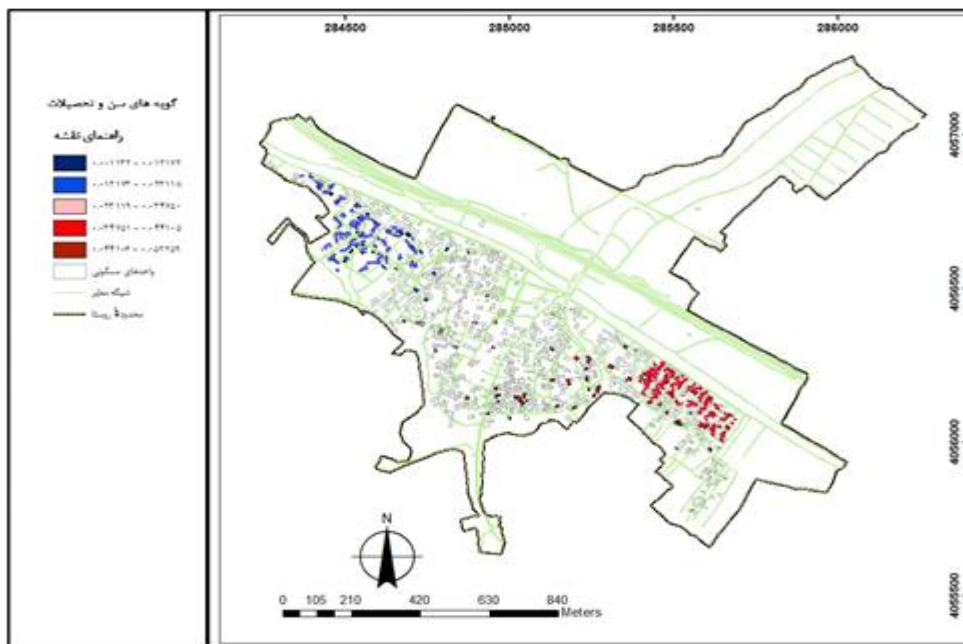 284500 285000 285500 286000
گویه های سن و تحصیلات
راهنمای نقشه
واحدهای مسکونی
شبکه معابر
محدودهٔ روستا
4057000
4056500
4056000
4055500
N
0 105 210 420 630 840
Meters